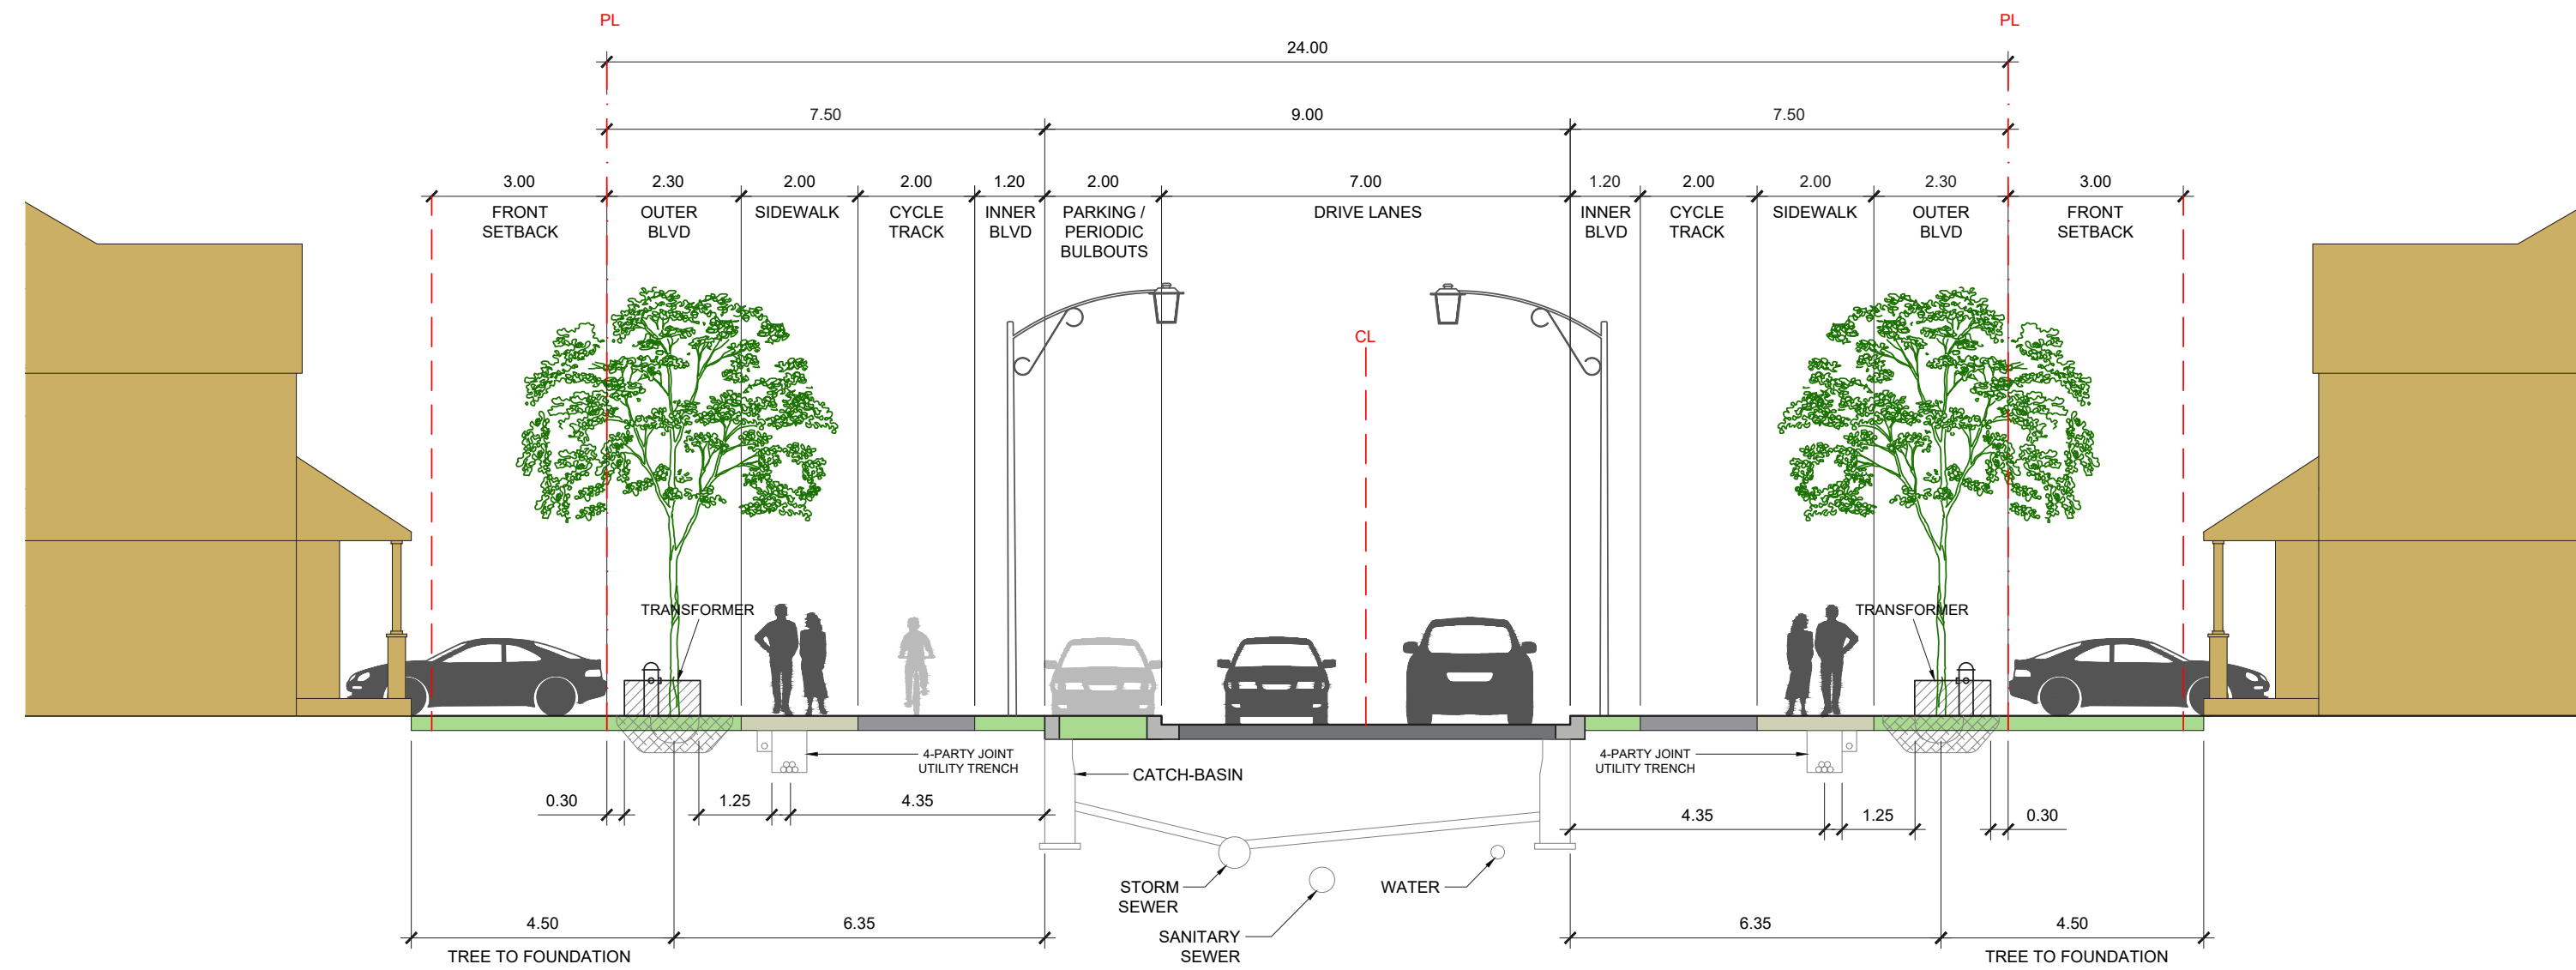 PL
PL
24.00
7.50
9.00
7.50
3.00
2.30
2.00
2.00
1.20
2.00
7.00
1.20
2.00
2.00
2.30
3.00
FRONT
SETBACK
OUTER
BLVD
SIDEWALK
CYCLE
TRACK
INNER
BLVD
PARKING /
PERIODIC
BULBOUTS
DRIVE LANES
INNER
BLVD
CYCLE
TRACK
SIDEWALK
OUTER
BLVD
FRONT
SETBACK
CL
TRANSFORMER
TRANSFORMER
4-PARTY JOINT
UTILITY TRENCH
CATCH-BASIN
4-PARTY JOINT
UTILITY TRENCH
0.30
1.25
4.35
4.35
1.25
0.30
STORM
SEWER
WATER
SANITARY
SEWER
4.50
6.35
6.35
4.50
TREE TO FOUNDATION
TREE TO FOUNDATION